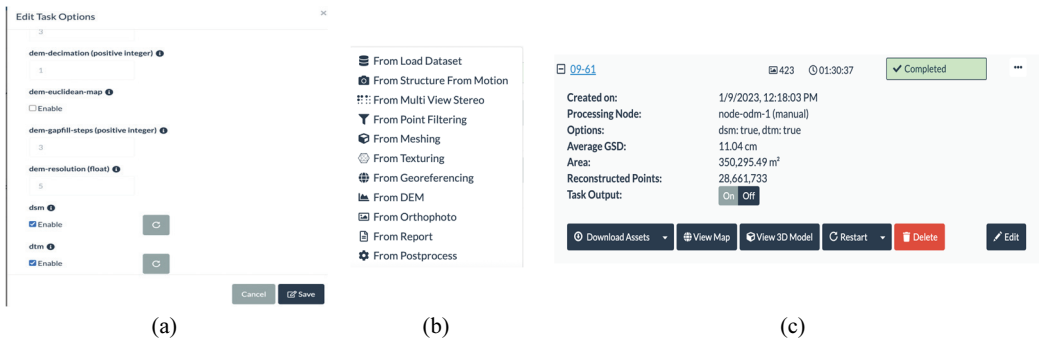 Edit Task Options
×
3
dem-decimation (positive integer)
1
dem-euclidean-map
Enable
dem-gapfill-steps (positive integer)
3
dem-resolution (float)
5
dsm
Enable
dtm
Enable
Cancel
Save
(a)
From Load Dataset
From Structure From Motion
From Multi View Stereo
From Point Filtering
From Meshing
From Texturing
From Georeferencing
From DEM
From Orthophoto
From Report
From Postprocess
(b)
09-61 423 01:30:37 ✔ Completed ...
Created on: 1/9/2023, 12:18:03 PM
Processing Node: node-odm-1 (manual)
Options: dsm: true, dtm: true
Average GSD: 11.04 cm
Area: 350,295.49 m²
Reconstructed Points: 28,661,733
Task Output: On Off
Download Assets View Map View 3D Model Restart Delete Edit
(c)